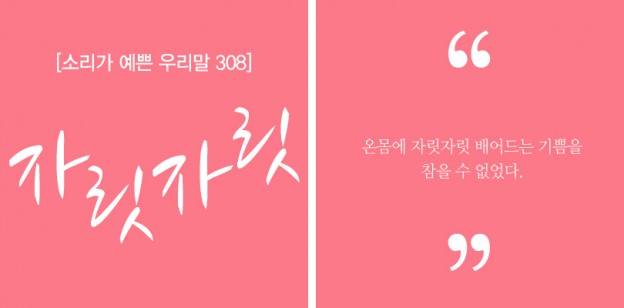 [소리가 예쁜 우리말 308]
자릿자릿
“
온몸에 자릿자릿 배어드는 기쁨을
참을 수 없었다.
”